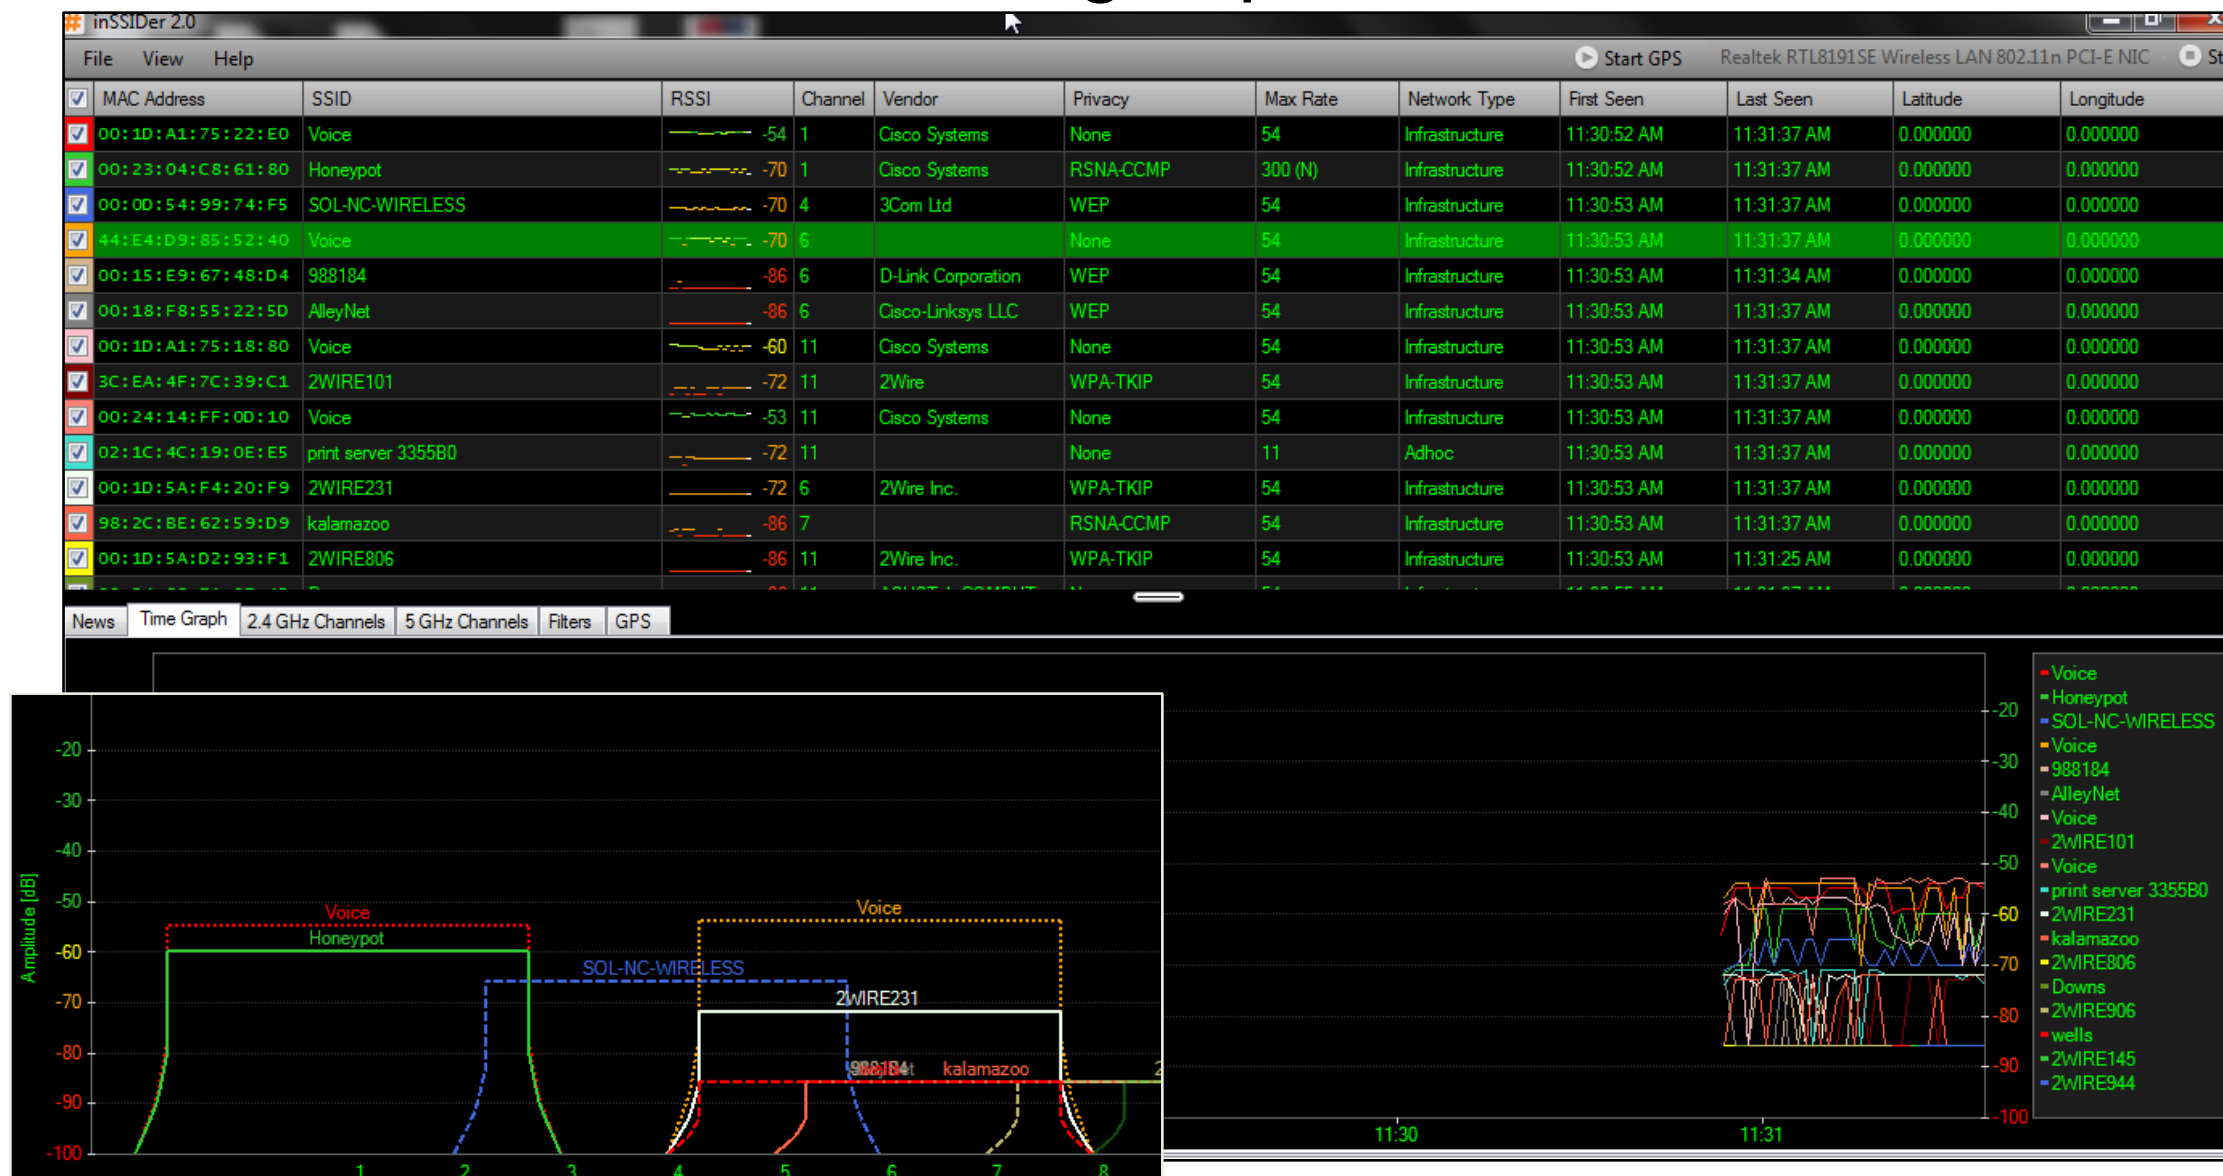 inSSIDer 2.0
File View Help Start GPS Realtek RTL8191SE Wireless LAN 802.11n PCI-E NIC St
MAC Address SSID RSSI Channel Vendor Privacy Max Rate Network Type First Seen Last Seen Latitude Longitude
00:1D:A1:75:22:E0 Voice -54 1 Cisco Systems None 54 Infrastructure 11:30:52 AM 11:31:37 AM 0.000000 0.000000
00:23:04:C8:61:80 Honeypot -70 1 Cisco Systems RSNA-CCMP 300 (N) Infrastructure 11:30:52 AM 11:31:37 AM 0.000000 0.000000
00:0D:54:99:74:F5 SOL-NC-WIRELESS -70 4 3Com Ltd WEP 54 Infrastructure 11:30:53 AM 11:31:37 AM 0.000000 0.000000
44:E4:D9:85:52:40 Voice -70 6 None 54 Infrastructure 11:30:53 AM 11:31:37 AM 0.000000 0.000000
00:15:E9:67:48:D4 988184 -86 6 D-Link Corporation WEP 54 Infrastructure 11:30:53 AM 11:31:34 AM 0.000000 0.000000
00:18:F8:55:22:5D AlleyNet -86 6 Cisco-Linksys LLC WEP 54 Infrastructure 11:30:53 AM 11:31:37 AM 0.000000 0.000000
00:1D:A1:75:18:80 Voice -60 11 Cisco Systems None 54 Infrastructure 11:30:53 AM 11:31:37 AM 0.000000 0.000000
3C:EA:4F:7C:39:C1 2WIRE101 -72 11 2Wire WPA-TKIP 54 Infrastructure 11:30:53 AM 11:31:37 AM 0.000000 0.000000
00:24:14:FF:0D:10 Voice -53 11 Cisco Systems None 54 Infrastructure 11:30:53 AM 11:31:37 AM 0.000000 0.000000
02:1C:4C:19:0E:E5 print server 3355B0 -72 11 None 11 Adhoc 11:30:53 AM 11:31:37 AM 0.000000 0.000000
00:1D:5A:F4:20:F9 2WIRE231 -72 6 2Wire Inc. WPA-TKIP 54 Infrastructure 11:30:53 AM 11:31:37 AM 0.000000 0.000000
98:2C:BE:62:59:D9 kalamazoo -86 7 RSNA-CCMP 54 Infrastructure 11:30:53 AM 11:31:37 AM 0.000000 0.000000
00:1D:5A:D2:93:F1 2WIRE806 -86 11 2Wire Inc. WPA-TKIP 54 Infrastructure 11:30:53 AM 11:31:25 AM 0.000000 0.000000
News Time Graph 2.4 GHz Channels 5 GHz Channels Filters GPS
Amplitude [dB]
-20
-30
-40
-50
-60
-70
-80
-90
-100
Voice
Honeypot
SOL-NC-WIRELESS
Voice
2WIRE231
kalamazoo
2
1 2 3 4 5 6 7 8
-20
-30
-40
-50
-60
-70
-80
-90
-100
11:30 11:31
Voice
Honeypot
SOL-NC-WIRELESS
Voice
988184
AlleyNet
Voice
2WIRE101
Voice
print server 3355B0
2WIRE231
kalamazoo
2WIRE806
Downs
2WIRE906
wells
2WIRE145
2WIRE944